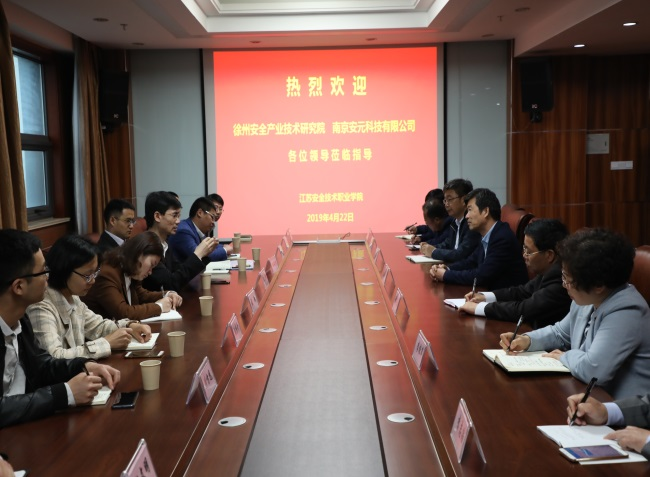 热烈欢迎
徐州安全产业技术研究院 南京安元科技有限公司
各位领导莅临指导
江苏安全技术职业学院
2019年4月22日